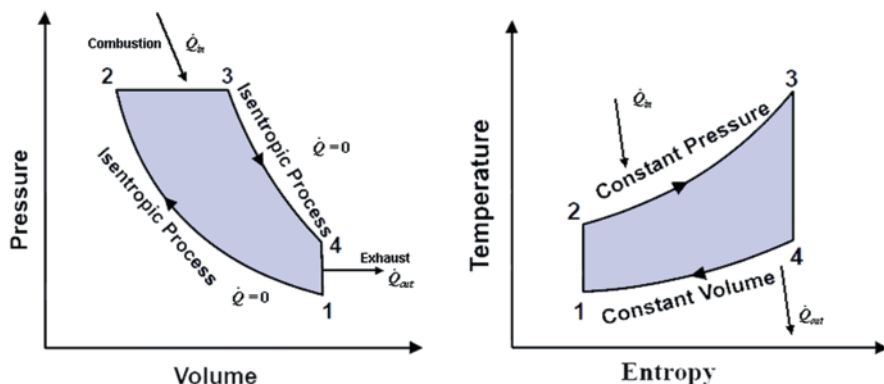 Combustion
Q̇in
2
3
Isentropic Process
Q̇ = 0
Isentropic Process
Q̇ = 0
4
Exhaust
Q̇out
1
Pressure
Volume
Q̇in
3
Constant Pressure
2
4
1
Constant Volume
Q̇out
Temperature
Entropy